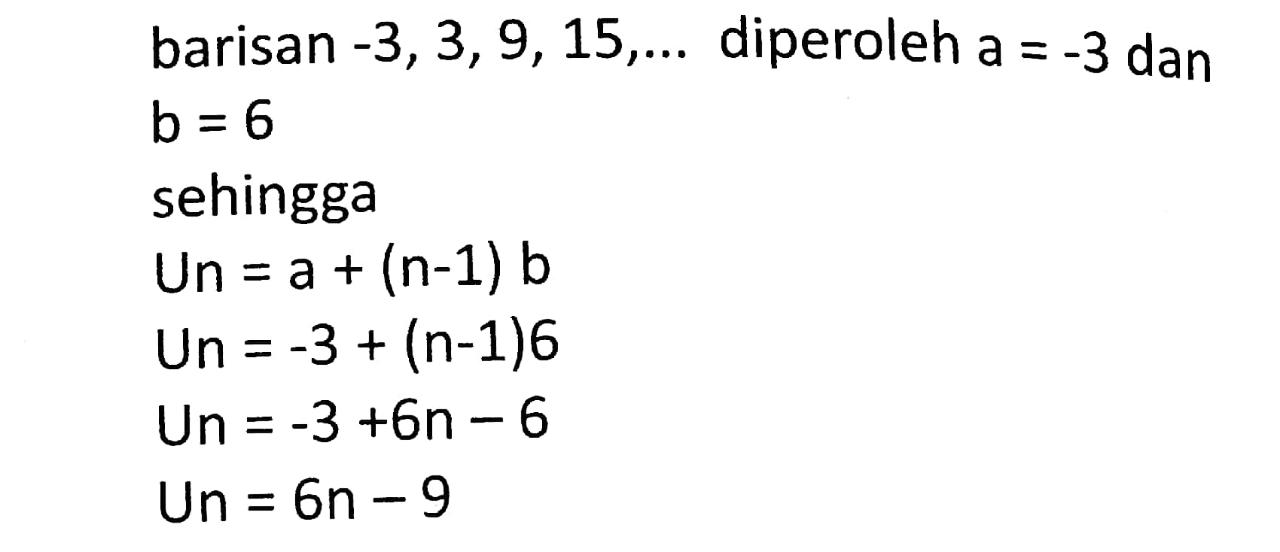 barisan -3, 3, 9, 15,... diperoleh a = -3 dan
b = 6
sehingga
Un = a + (n-1) b
Un = -3 + (n-1)6
Un = -3 +6n – 6
Un = 6n – 9